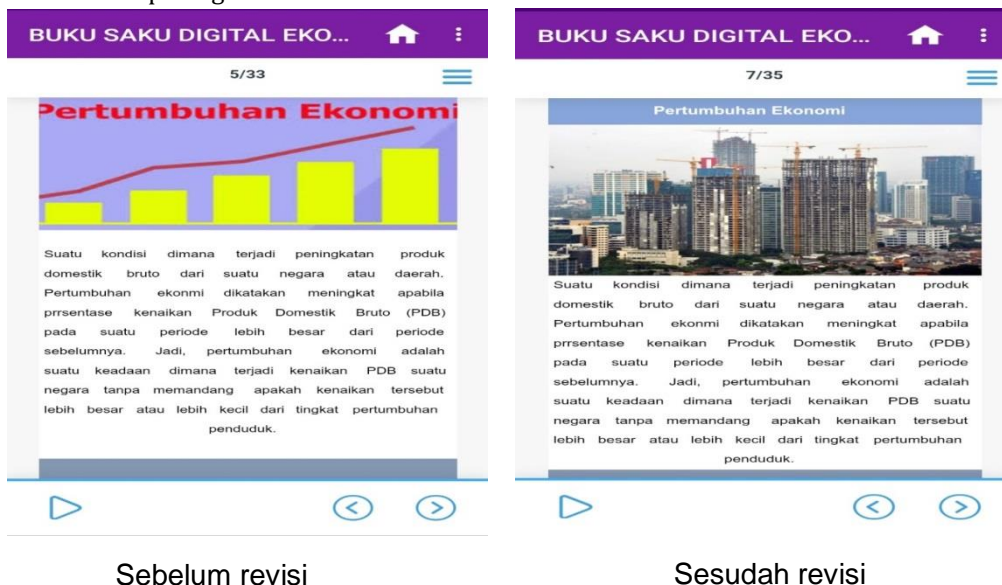 BUKU SAKU DIGITAL EKO...
5/33
Pertumbuhan Ekonomi
Suatu kondisi dimana terjadi peningkatan produk
domestik bruto dari suatu negara atau daerah.
Pertumbuhan ekonmi dikatakan meningkat apabila
prrsentase kenaikan Produk Domestik Bruto (PDB)
pada suatu periode lebih besar dari periode
sebelumnya. Jadi, pertumbuhan ekonomi adalah
suatu keadaan dimana terjadi kenaikan PDB suatu
negara tanpa memandang apakah kenaikan tersebut
lebih besar atau lebih kecil dari tingkat pertumbuhan
penduduk.
Sebelum revisi
BUKU SAKU DIGITAL EKO...
7/35
Pertumbuhan Ekonomi
Suatu kondisi dimana terjadi peningkatan produk
domestik bruto dari suatu negara atau daerah.
Pertumbuhan ekonmi dikatakan meningkat apabila
prrsentase kenaikan Produk Domestik Bruto (PDB)
pada suatu periode lebih besar dari periode
sebelumnya. Jadi, pertumbuhan ekonomi adalah
suatu keadaan dimana terjadi kenaikan PDB suatu
negara tanpa memandang apakah kenaikan tersebut
lebih besar atau lebih kecil dari tingkat pertumbuhan
penduduk.
Sesudah revisi